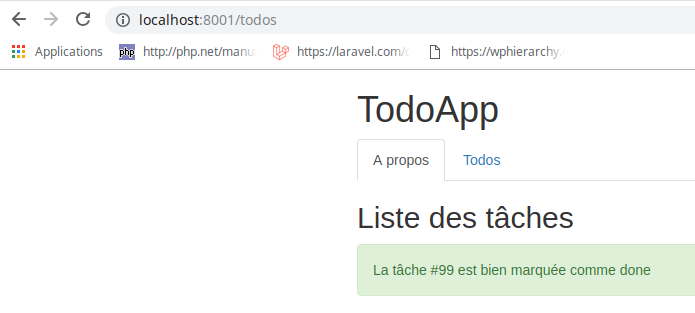 localhost:8001/todos
Applications php http://php.net/manu https://laravel.com/ https://wphierarchy.
TodoApp
A propos Todos
Liste des tâches
La tâche #99 est bien marquée comme done